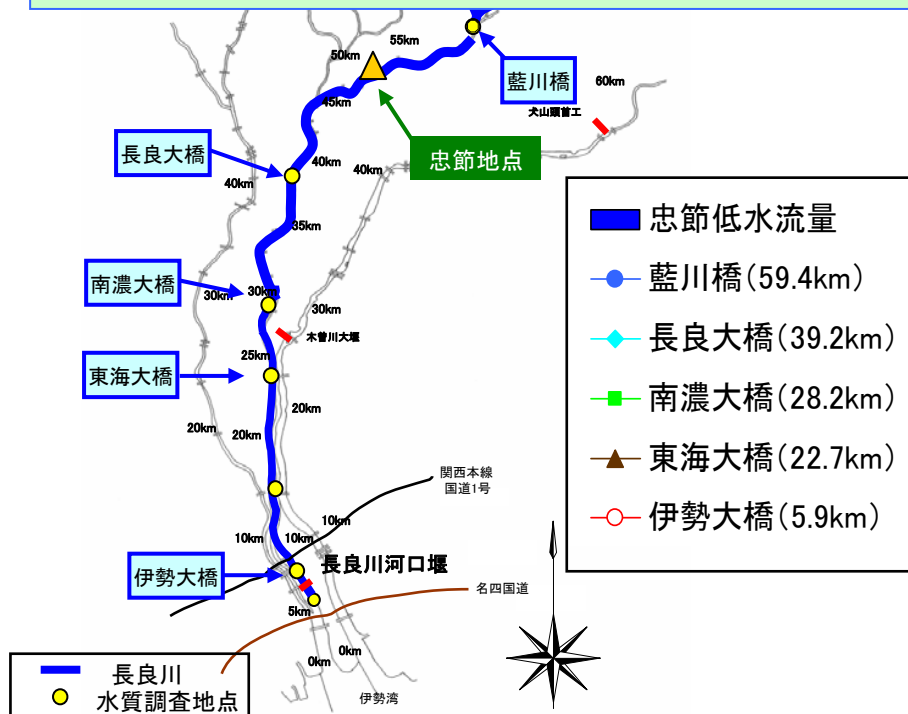 55km
50km
藍川橋
60km
犬山頭首工
45km
長良大橋
40km
忠節地点
40km
40km
35km
忠節低水流量
藍川橋(59.4km)
長良大橋(39.2km)
南濃大橋(28.2km)
東海大橋(22.7km)
伊勢大橋(5.9km)
南濃大橋
30km
30km
30km
木曽川大堰
25km
東海大橋
20km
20km
20km
関西本線
国道1号
10km
10km
10km
長良川河口堰
伊勢大橋
名四国道
5km
0km
0km
伊勢湾
長良川
水質調査地点